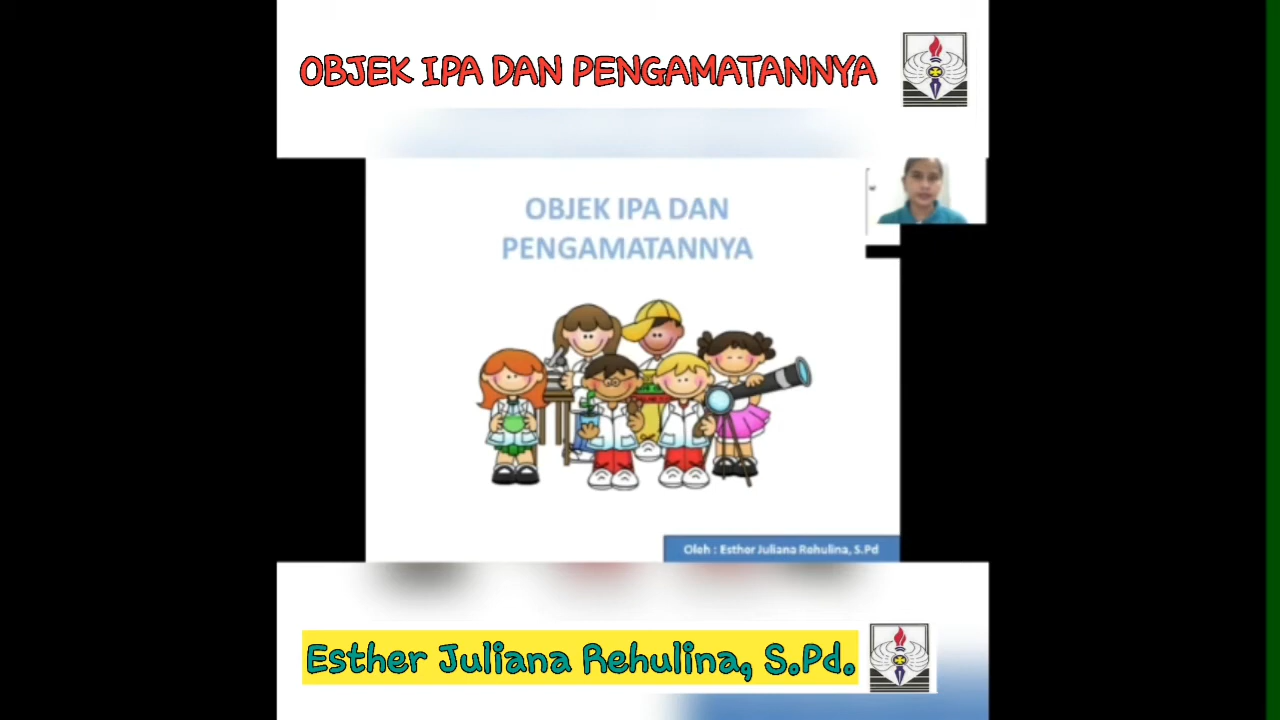 OBJEK IPA DAN PENGAMATANNYA
OBJEK IPA DAN
PENGAMATANNYA
Oleh : Esther Juliana Rehulina, S.Pd
Esther Juliana Rehulina, S.Pd.